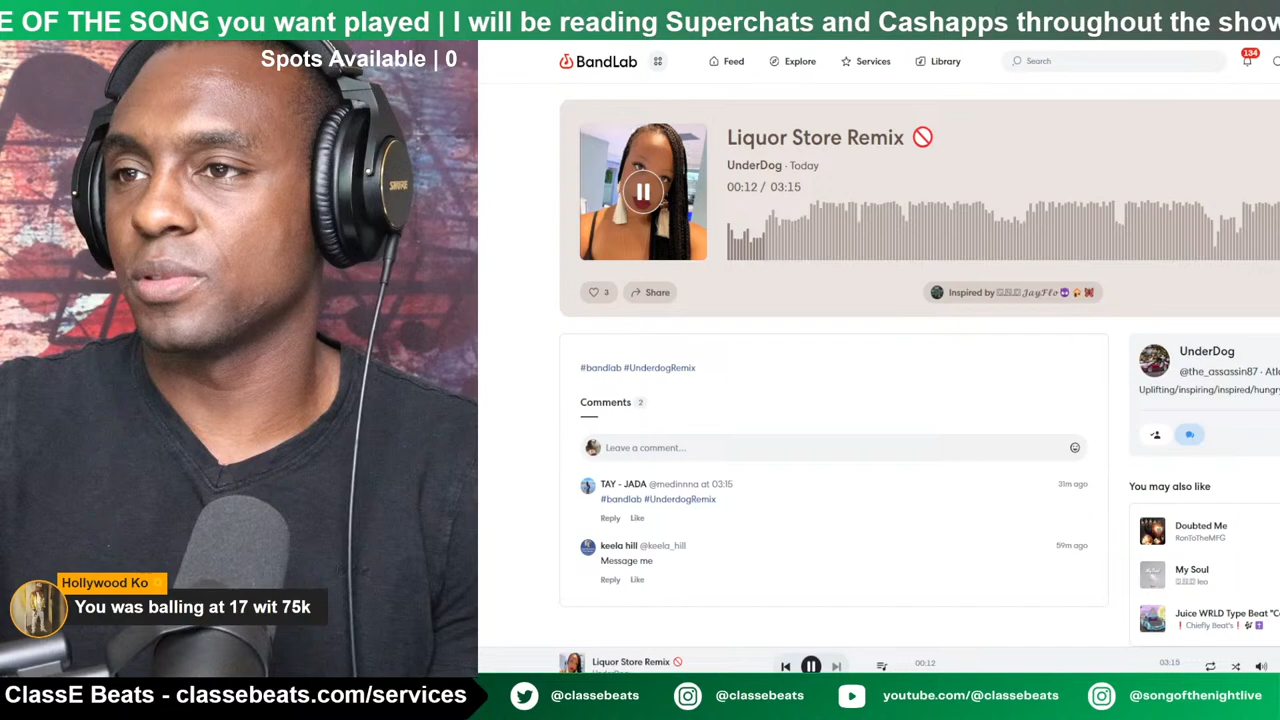 E OF THE SONG you want played | I will be reading Superchats and Cashapps throughout the show
Spots Available | 0
BandLab
Feed
Explore
Services
Library
Search
134
Liquor Store Remix
UnderDog · Today
00:12 / 03:15
3
Share
Inspired by JayFlo
#bandlab #UnderdogRemix
Comments 2
Leave a comment...
TAY - JADA @medinnna at 03:15
31m ago
#bandlab #UnderdogRemix
Reply Like
keela hill @keela_hill
59m ago
Message me
Reply Like
UnderDog
@the_assassin87 · Atl
Uplifting/inspiring/inspired/hungry
You may also like
Doubted Me
RonToTheMFG
My Soul
leo
Juice WRLD Type Beat "C
Chiefly Beat's
SHURE
Hollywood Ko
You was balling at 17 wit 75k
Liquor Store Remix
00:12
03:15
ClassE Beats - classebeats.com/services
@classebeats
@classebeats
youtube.com/@classebeats
@songofthenightlive